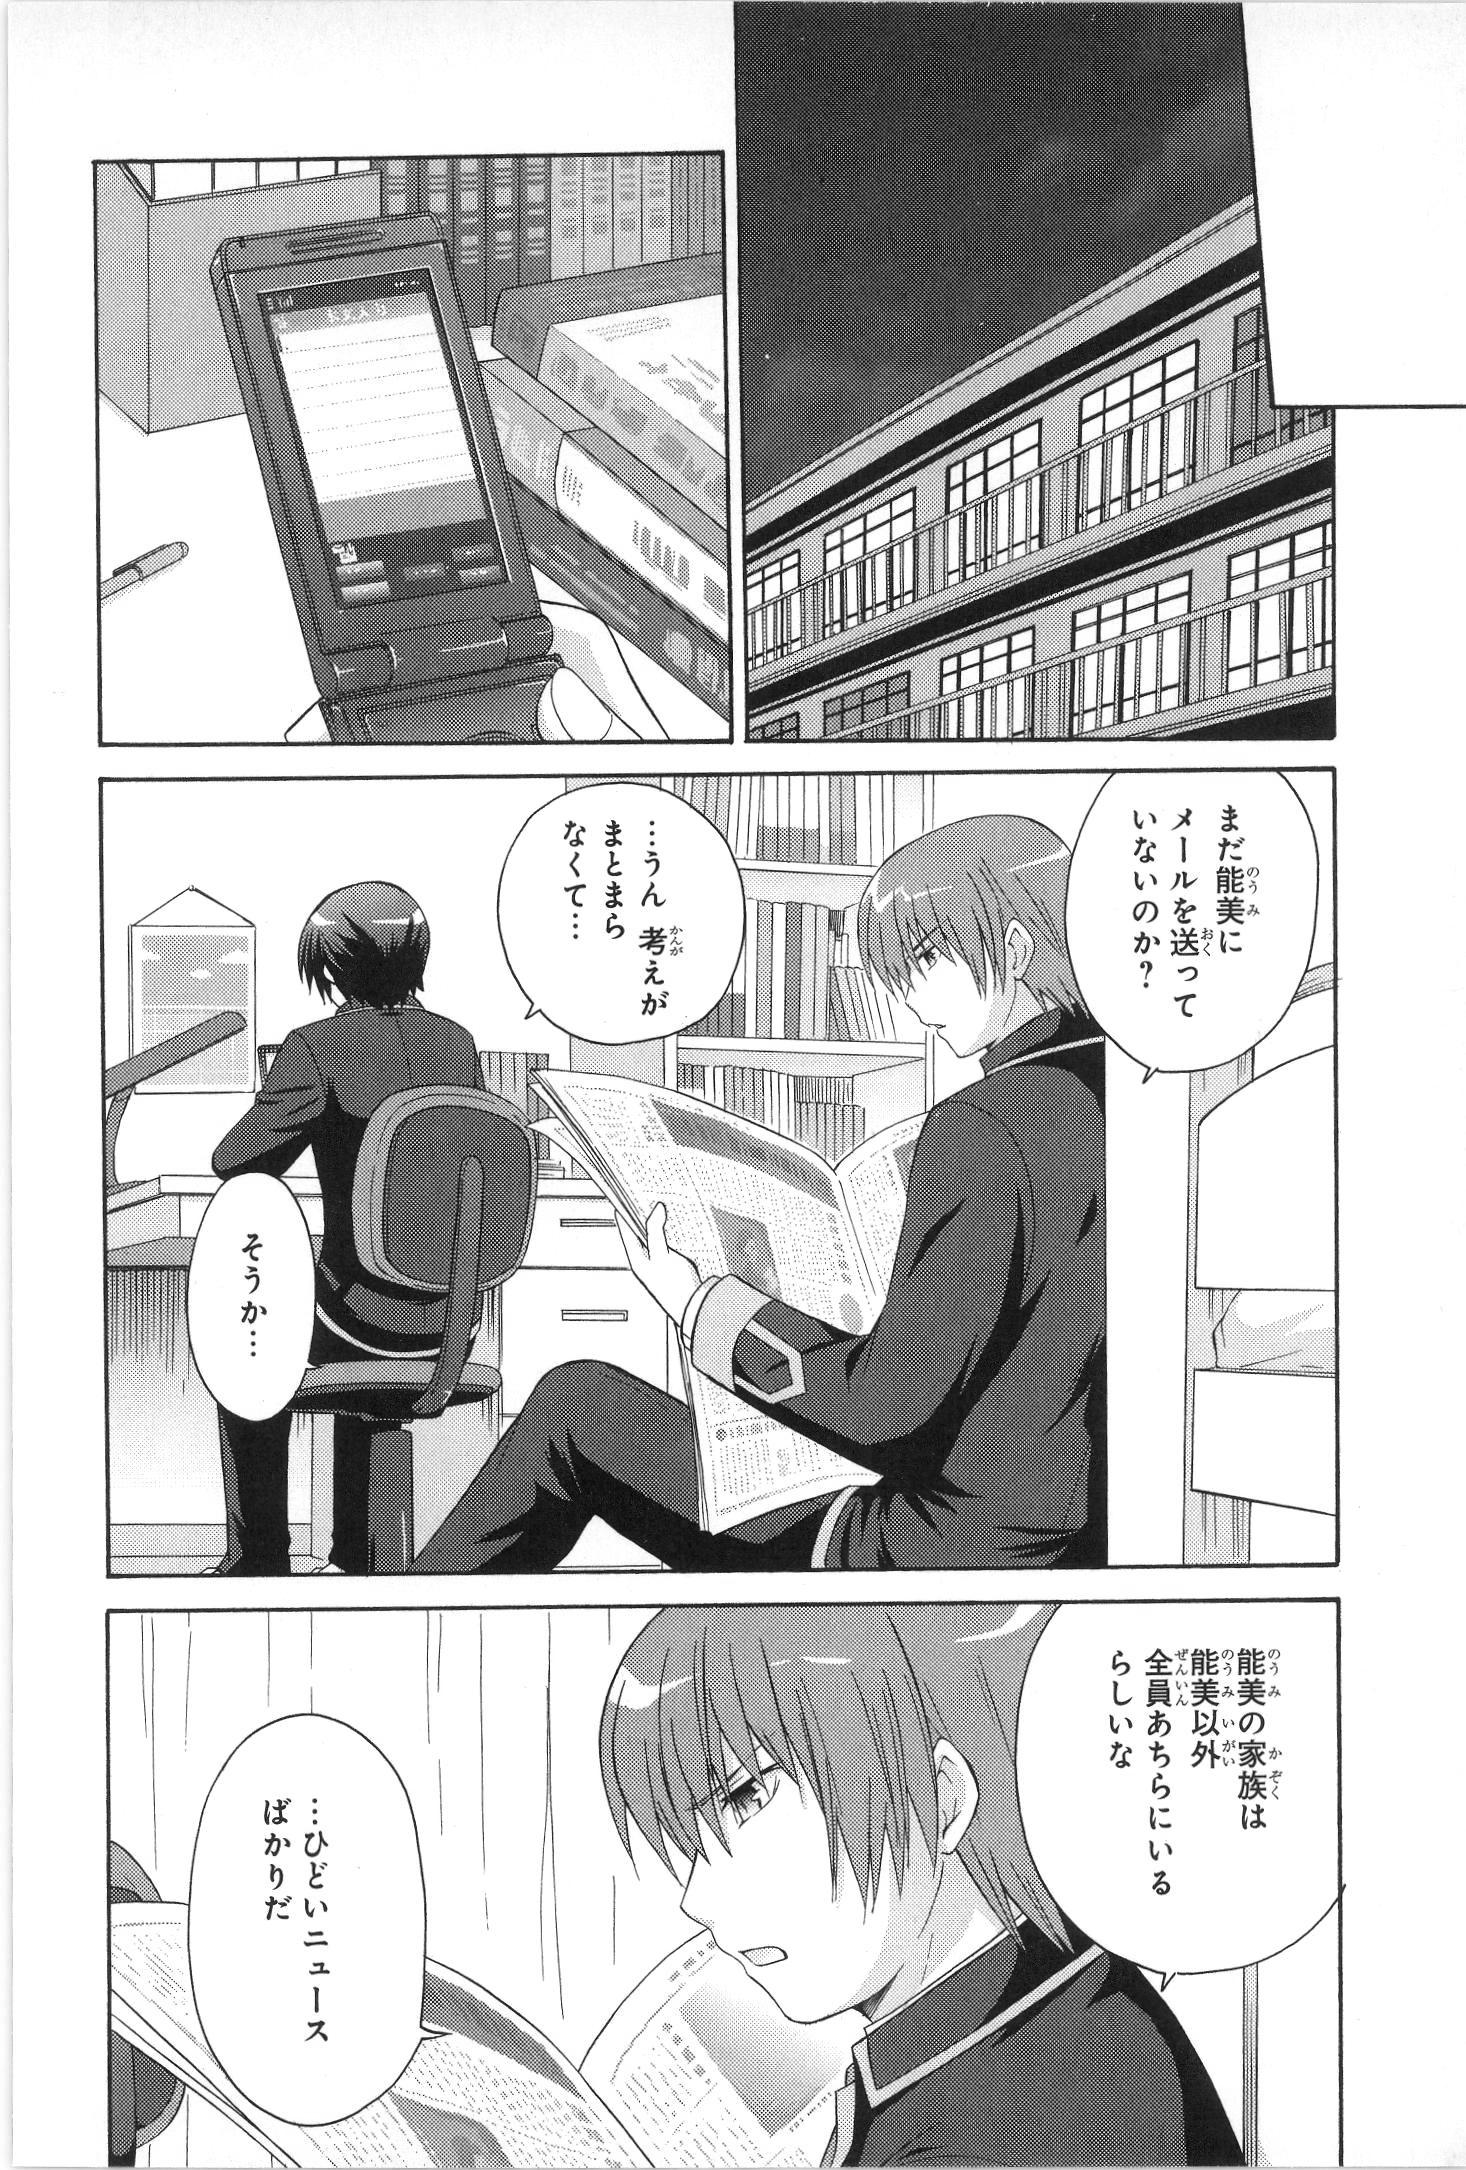 まだ能美に
メールを送って
いないのか？
…うん 考えが
まとまら
なくて…
そうか…
能美の家族は
能美以外
全員あちらにいる
らしいな
…ひどいニュース
ばかりだ